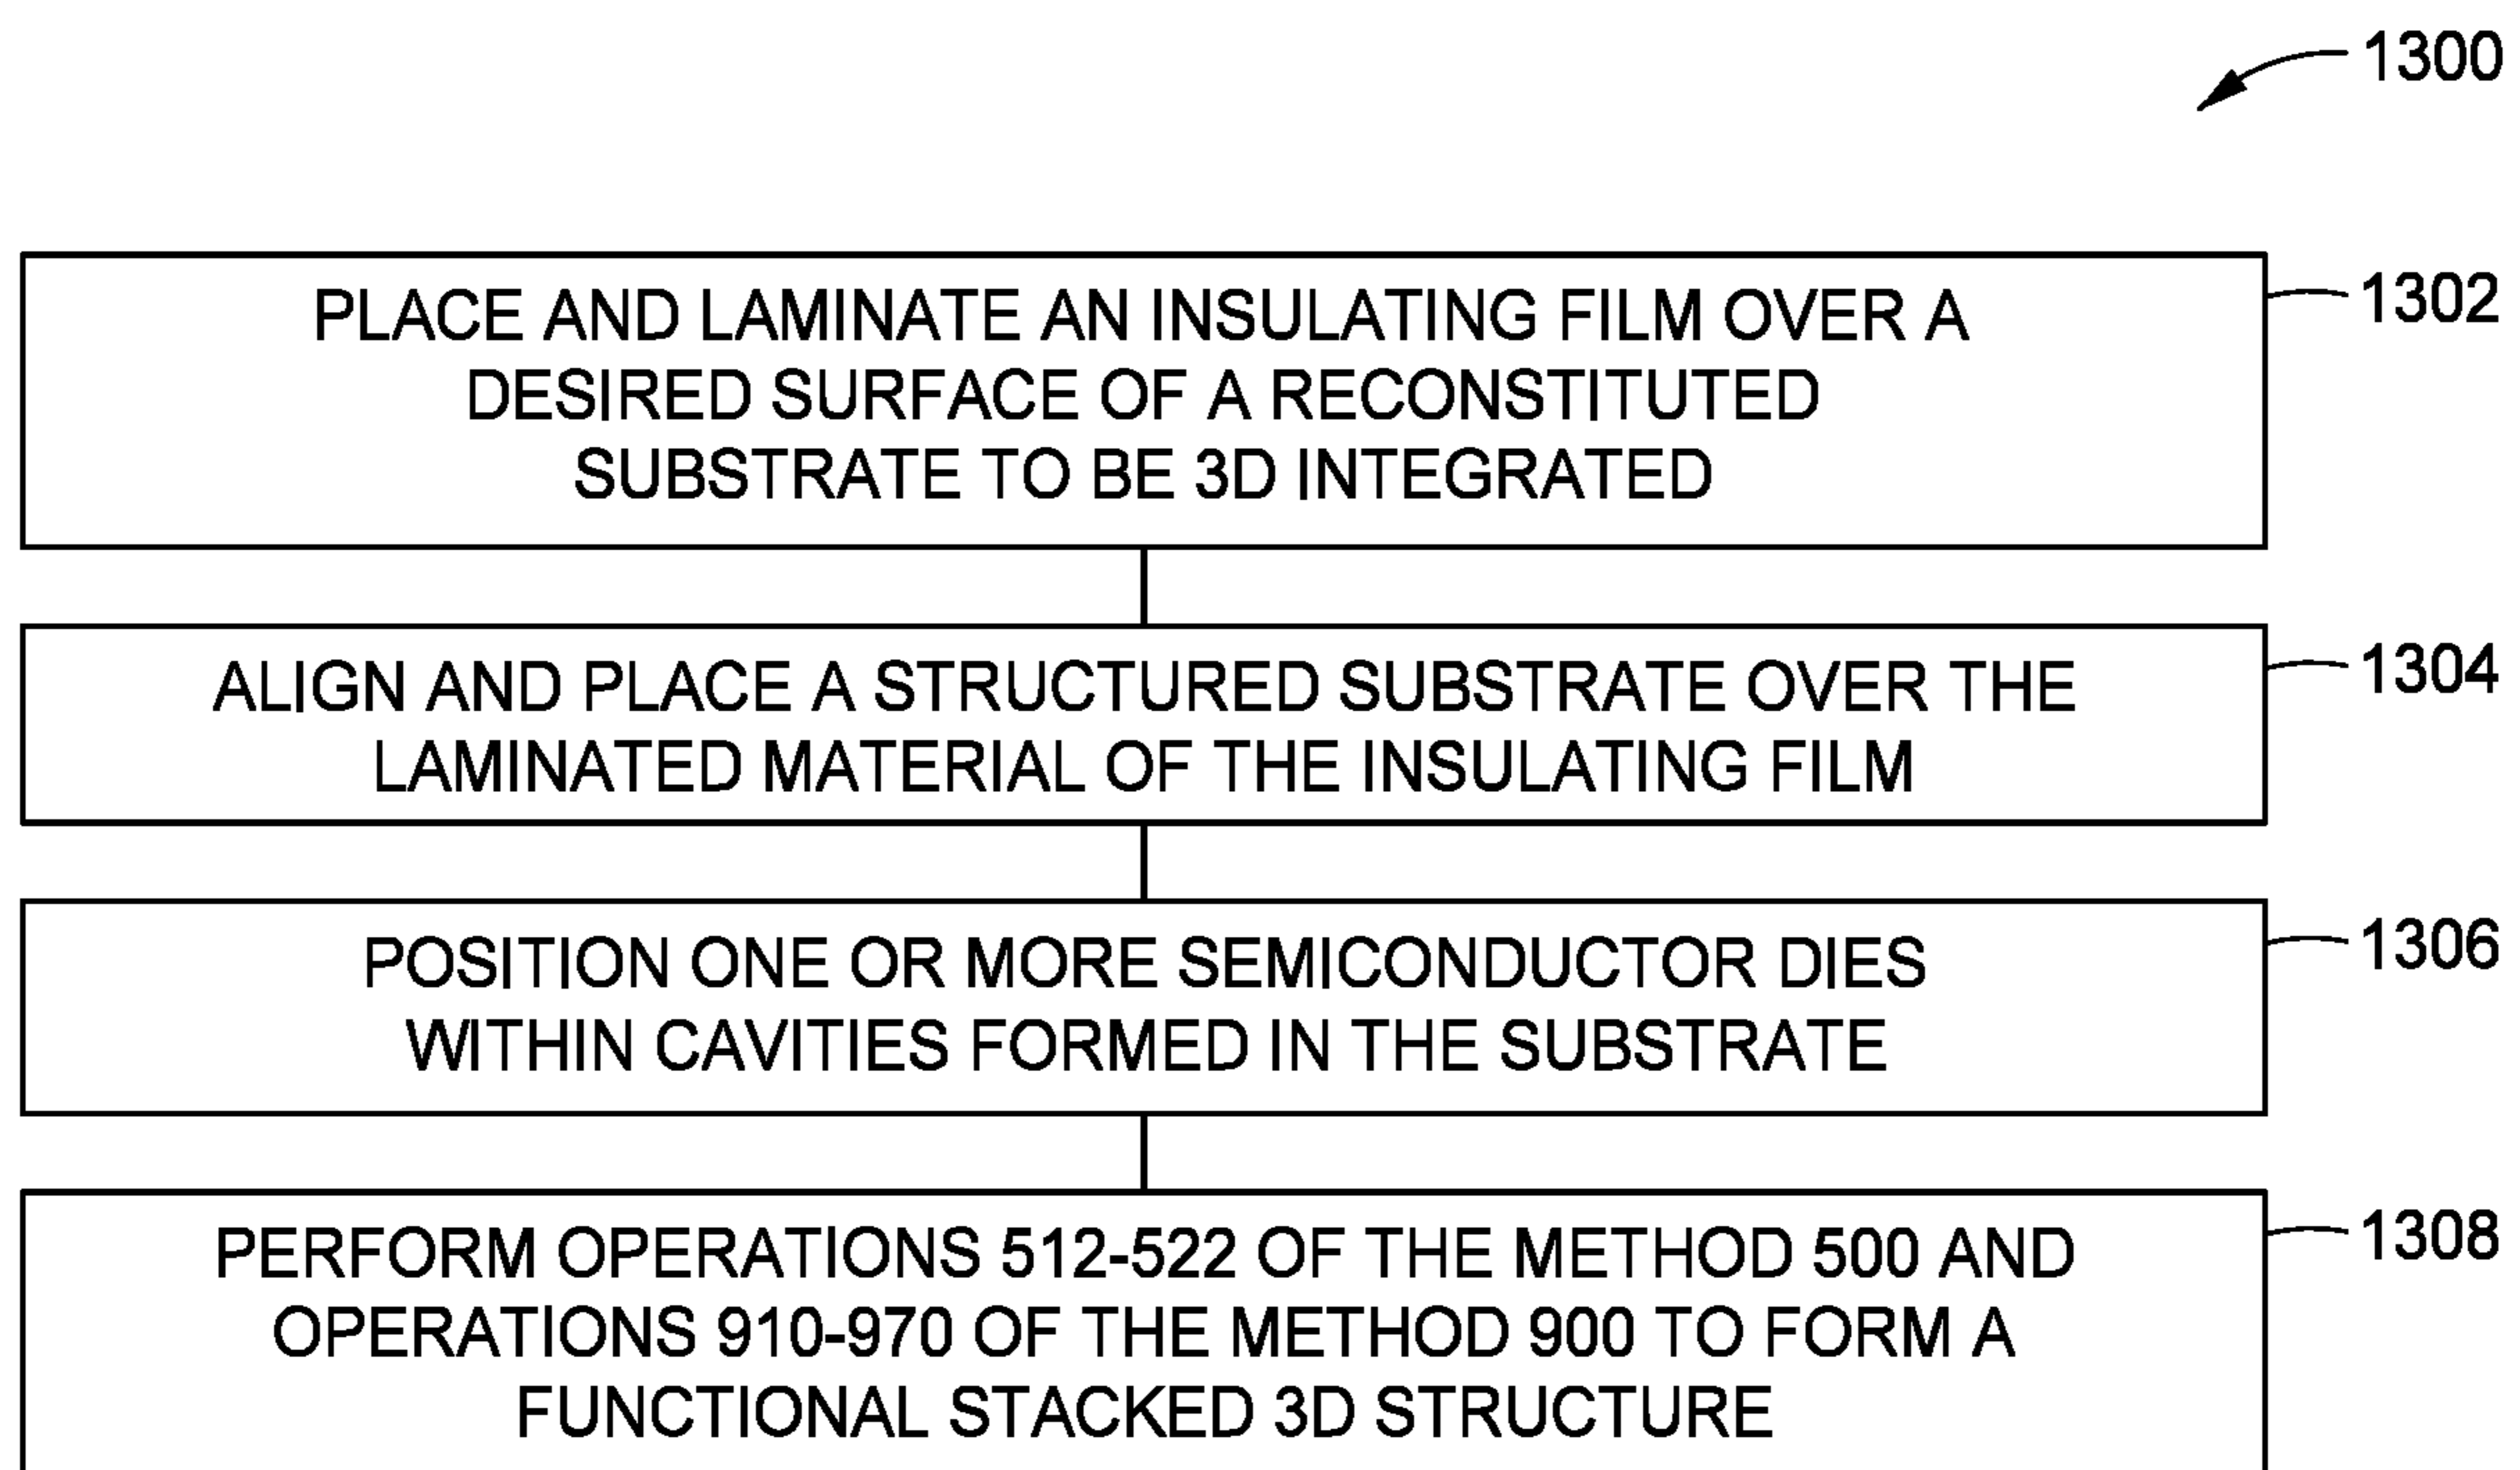 1300
PLACE AND LAMINATE AN INSULATING FILM OVER A
DESIRED SURFACE OF A RECONSTITUTED
SUBSTRATE TO BE 3D INTEGRATED
1302
ALIGN AND PLACE A STRUCTURED SUBSTRATE OVER THE
LAMINATED MATERIAL OF THE INSULATING FILM
1304
POSITION ONE OR MORE SEMICONDUCTOR DIES
WITHIN CAVITIES FORMED IN THE SUBSTRATE
1306
PERFORM OPERATIONS 512-522 OF THE METHOD 500 AND
OPERATIONS 910-970 OF THE METHOD 900 TO FORM A
FUNCTIONAL STACKED 3D STRUCTURE
1308